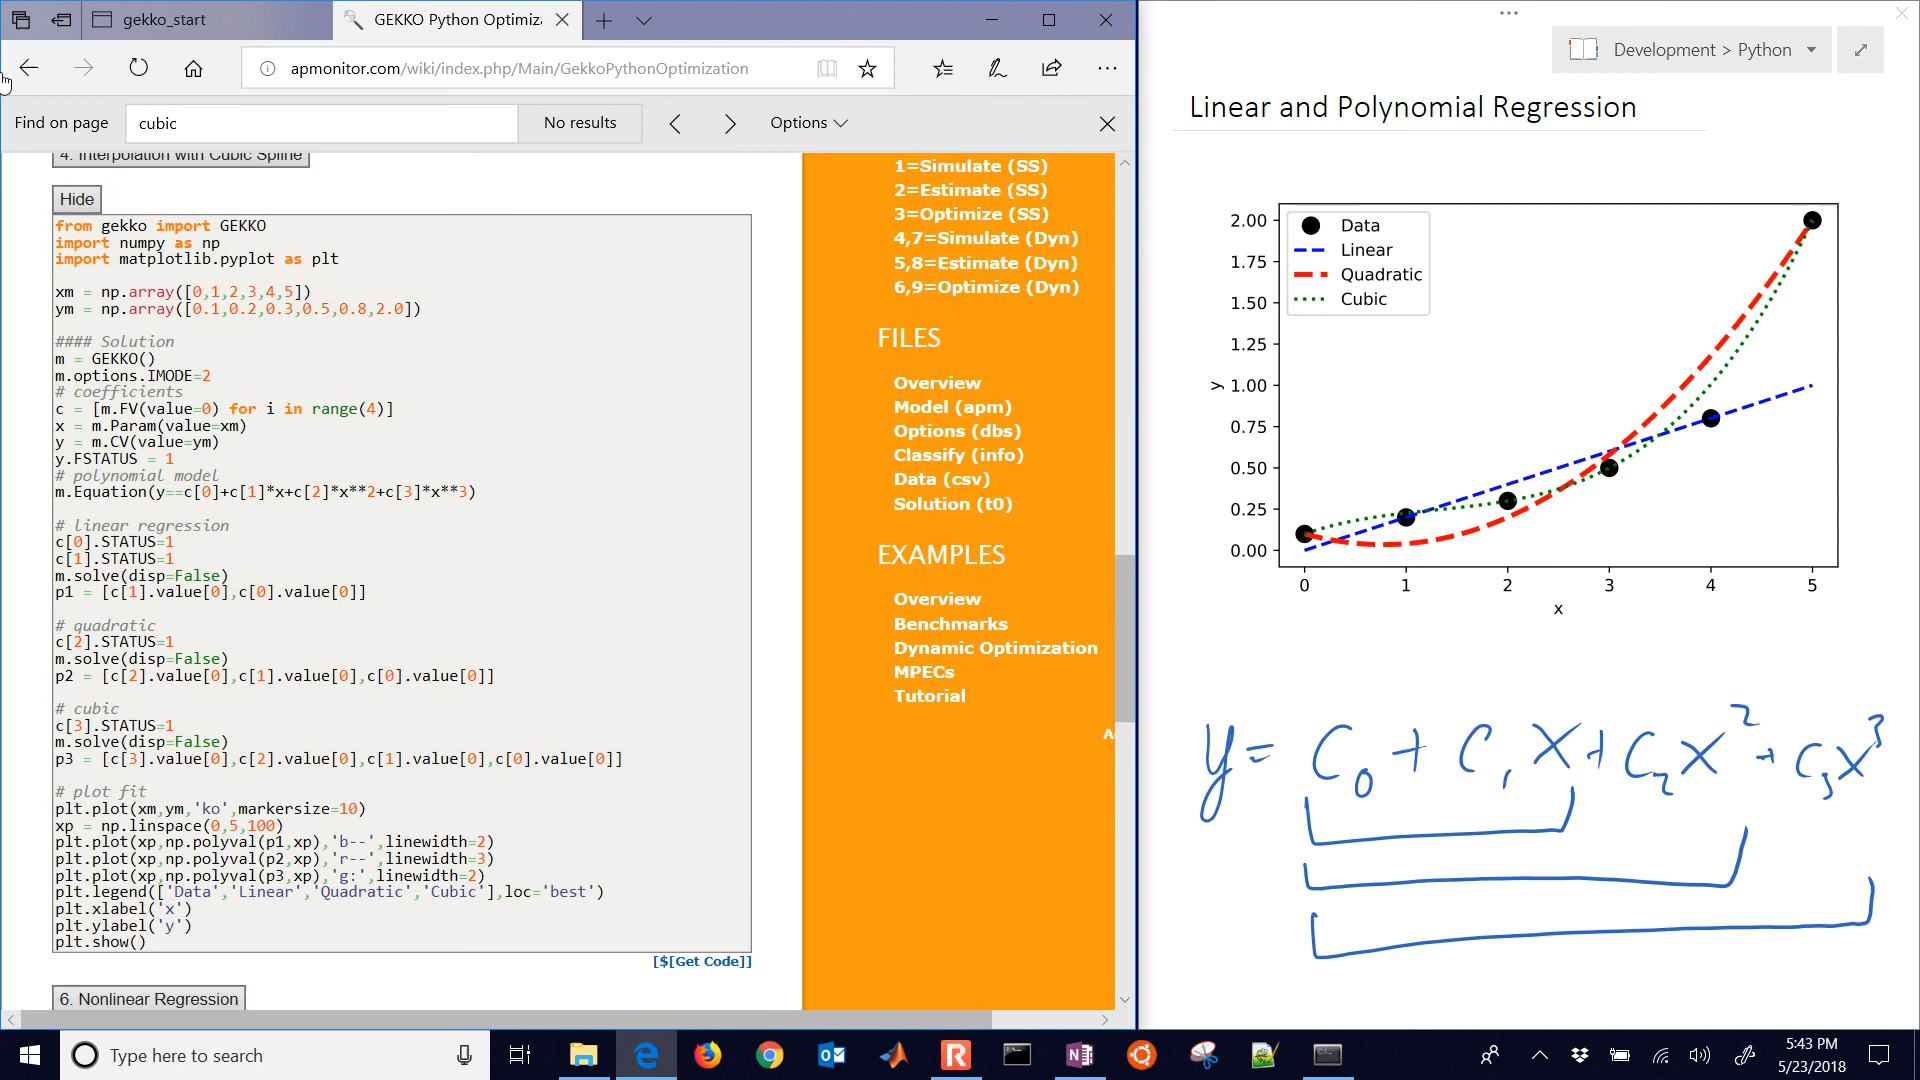 gekko_start
GEKKO Python Optimiz
apmonitor.com/wiki/index.php/Main/GekkoPythonOptimization
Find on page
cubic
No results
Options
4. Interpolation with Cubic Spline
Hide
from gekko import GEKKO
import numpy as np
import matplotlib.pyplot as plt
xm = np.array([0,1,2,3,4,5])
ym = np.array([0.1,0.2,0.3,0.5,0.8,2.0])
#### Solution
m = GEKKO()
m.options.IMODE=2
# coefficients
c = [m.FV(value=0) for i in range(4)]
x = m.Param(value=xm)
y = m.CV(value=ym)
y.FSTATUS = 1
# polynomial model
m.Equation(y==c[0]+c[1]*x+c[2]*x**2+c[3]*x**3)
# linear regression
c[0].STATUS=1
c[1].STATUS=1
m.solve(disp=False)
p1 = [c[1].value[0],c[0].value[0]]
# quadratic
c[2].STATUS=1
m.solve(disp=False)
p2 = [c[2].value[0],c[1].value[0],c[0].value[0]]
# cubic
c[3].STATUS=1
m.solve(disp=False)
p3 = [c[3].value[0],c[2].value[0],c[1].value[0],c[0].value[0]]
# plot fit
plt.plot(xm,ym,'ko',markersize=10)
xp = np.linspace(0,5,100)
plt.plot(xp,np.polyval(p1,xp),'b--',linewidth=2)
plt.plot(xp,np.polyval(p2,xp),'r--',linewidth=3)
plt.plot(xp,np.polyval(p3,xp),'g:',linewidth=2)
plt.legend(['Data','Linear','Quadratic','Cubic'],loc='best')
plt.xlabel('x')
plt.ylabel('y')
plt.show()
[$[Get Code]]
6. Nonlinear Regression
1=Simulate (SS)
2=Estimate (SS)
3=Optimize (SS)
4,7=Simulate (Dyn)
5,8=Estimate (Dyn)
6,9=Optimize (Dyn)
FILES
Overview
Model (apm)
Options (dbs)
Classify (info)
Data (csv)
Solution (t0)
EXAMPLES
Overview
Benchmarks
Dynamic Optimization
MPECs
Tutorial
A
Development > Python
Linear and Polynomial Regression
Data
Linear
Quadratic
Cubic
2.00
1.75
1.50
1.25
1.00
0.75
0.50
0.25
0.00
y
0 1 2 3 4 5
x
y = C₀ + C₁ X + C₂ X² + C₃ X³
Type here to search
5:43 PM
5/23/2018